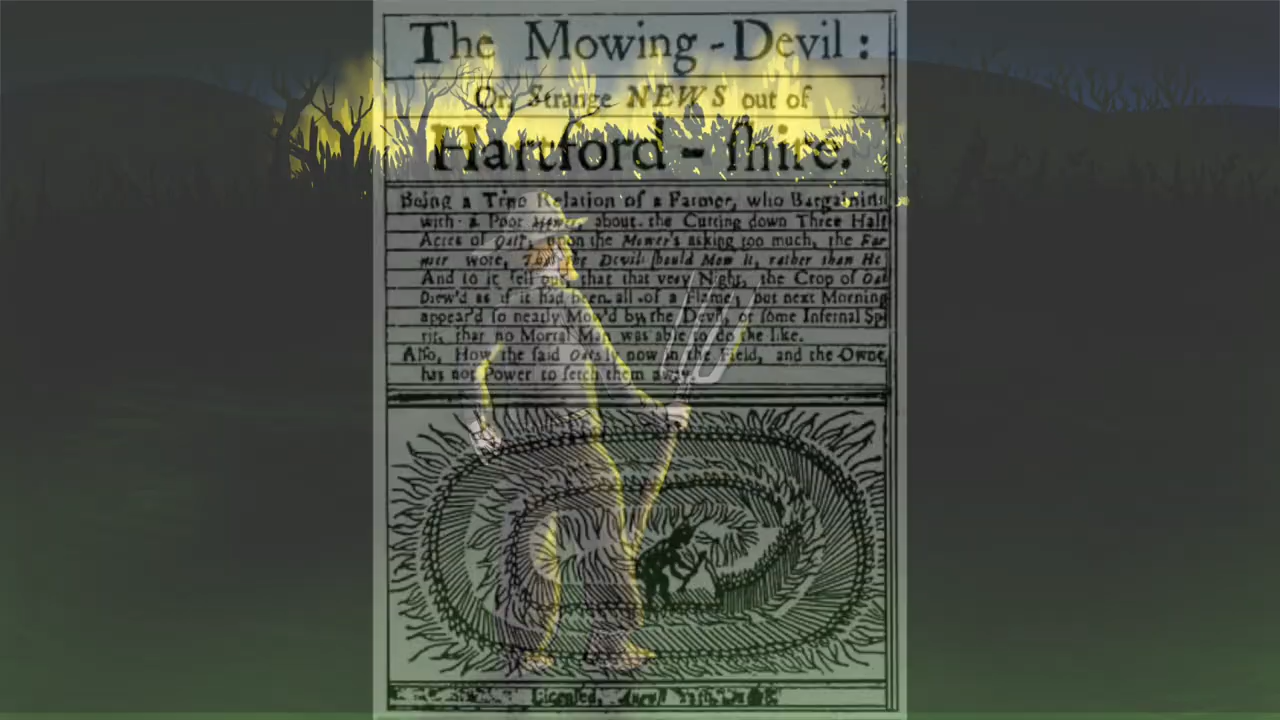 The Mowing-Devil:
Or, Strange NEWS out of
Hartford-ſhire.
Being a True Relation of a Farmer, who Bargaining
with a Poor Mower, about the Cutting down Three Half
Acres of Oats, upon the Mower's asking too much, the Far
mer wore, That the Devil ſhould Mow it, rather than He
And ſo it fell out, that that very Night, the Crop of Oat
ſhew'd as if it had been all of a Flame, but next Morning
appear'd ſo neatly Mow'd by the Devil, or ſome Infernal Spi
rit, that no Mortal Man was able to do the like.
Alſo, How the ſaid Oats ly now in the Field, and the Owne
has not Power to fetch them away.
Licenſed,